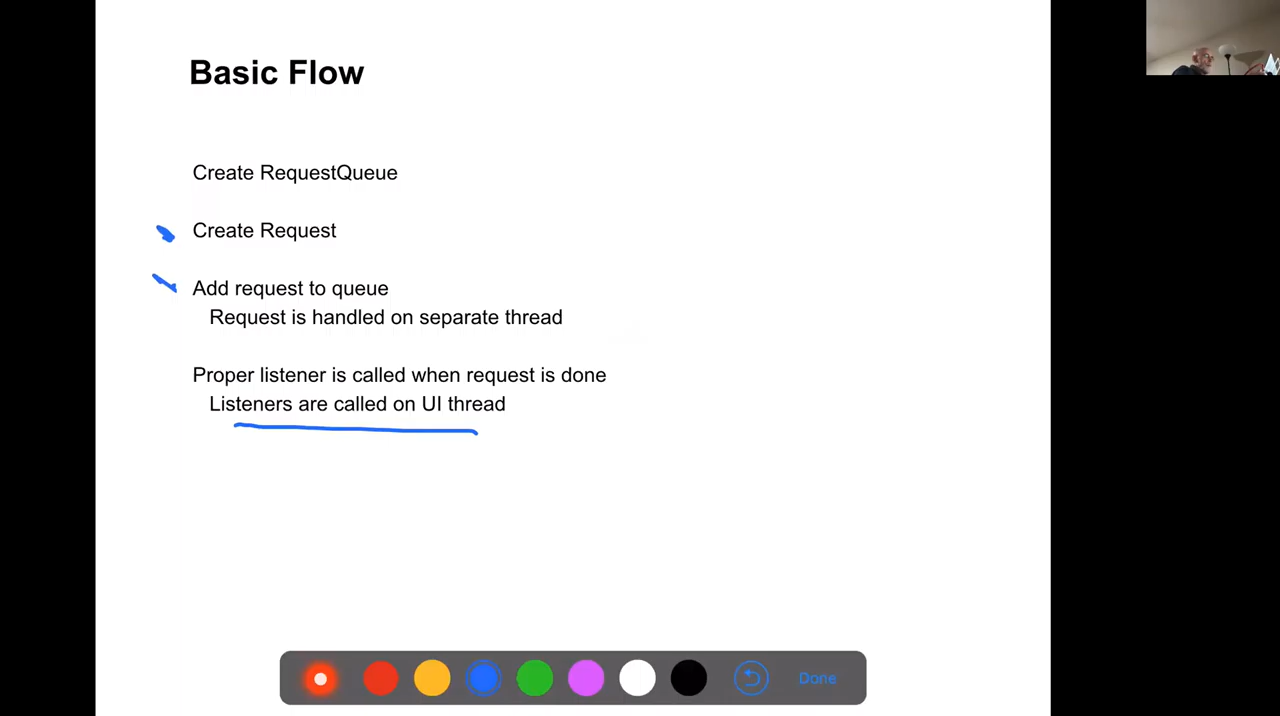 Basic Flow
Create RequestQueue
Create Request
Add request to queue
Request is handled on separate thread
Proper listener is called when request is done
Listeners are called on UI thread
Done